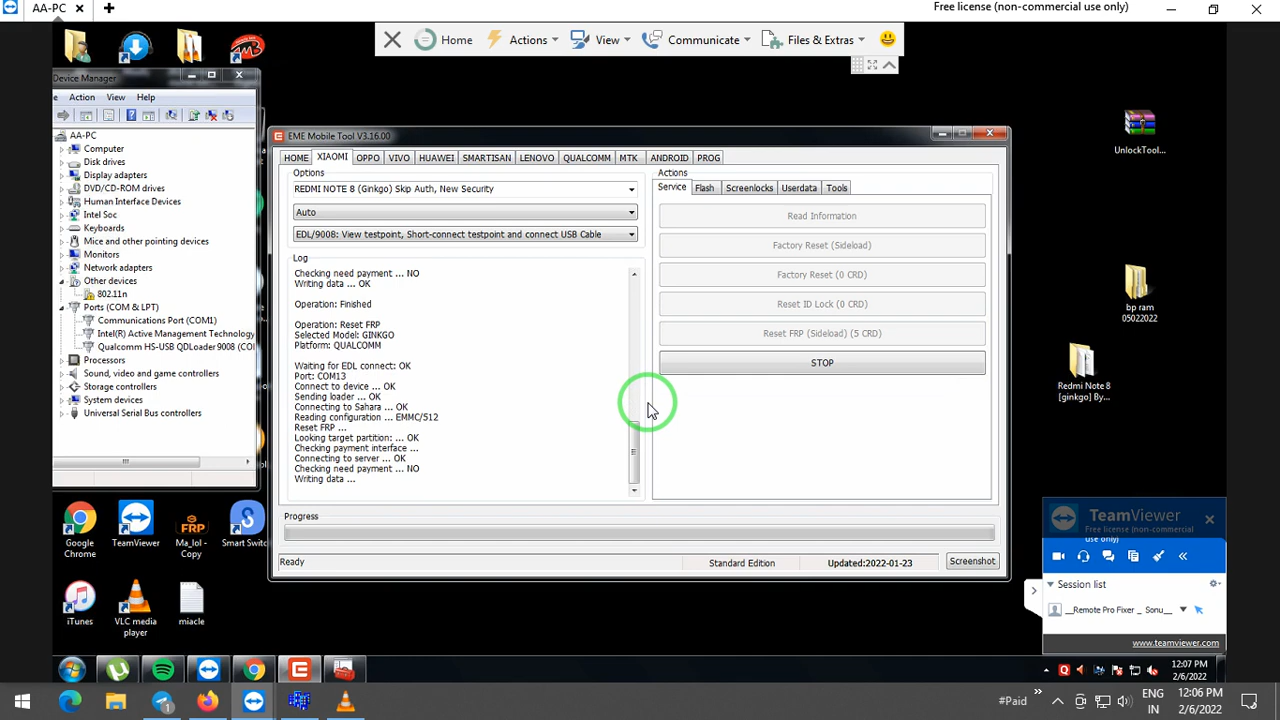 AA-PC
Free license (non-commercial use only)
Home
Actions
View
Communicate
Files & Extras
Device Manager
Action View Help
AA-PC
Computer
Disk drives
Display adapters
DVD/CD-ROM drives
Human Interface Devices
Intel Soc
Keyboards
Mice and other pointing devices
Monitors
Network adapters
Other devices
802.11n
Ports (COM & LPT)
Communications Port (COM1)
Intel(R) Active Management Technology
Qualcomm HS-USB QDLoader 9008 (CO
Processors
Sound, video and game controllers
Storage controllers
System devices
Universal Serial Bus controllers
EME Mobile Tool V3.16.00
HOME XIAOMI OPPO VIVO HUAWEI SMARTISAN LENOVO QUALCOMM MTK ANDROID PROG
Options
REDMI NOTE 8 (Ginkgo) Skip Auth, New Security
Auto
EDL/9008: View testpoint, Short-connect testpoint and connect USB Cable
Log
Checking need payment ... NO
Writing data ... OK
Operation: Finished
Operation: Reset FRP
Selected Model: GINKGO
Platform: QUALCOMM
Waiting for EDL connect: OK
Port: COM13
Connect to device ... OK
Sending loader ... OK
Connecting to Sahara ... OK
Reading configuration ... EMMC/512
Reset FRP ...
Looking target partition: ... OK
Checking payment interface ...
Connecting to server ... OK
Checking need payment ... NO
Writing data ...
Actions
Service Flash Screenlocks Userdata Tools
Read Information
Factory Reset (Sideload)
Factory Reset (0 CRD)
Reset ID Lock (0 CRD)
Reset FRP (Sideload) (5 CRD)
STOP
Progress
Ready
Standard Edition
Updated:2022-01-23
Screenshot
UnlockTool...
bp ram
05022022
Redmi Note 8
[ginkgo] By...
Google
Chrome
TeamViewer
FRP
Ma_lol -
Copy
Smart Switc
iTunes
VLC media
player
miacle
TeamViewer
Free license (non-commercial
use only)
Session list
__Remote Pro Fixer _ Sonu__
www.teamviewer.com
12:07 PM
2/6/2022
#Paid
ENG
IN
12:06 PM
2/6/2022